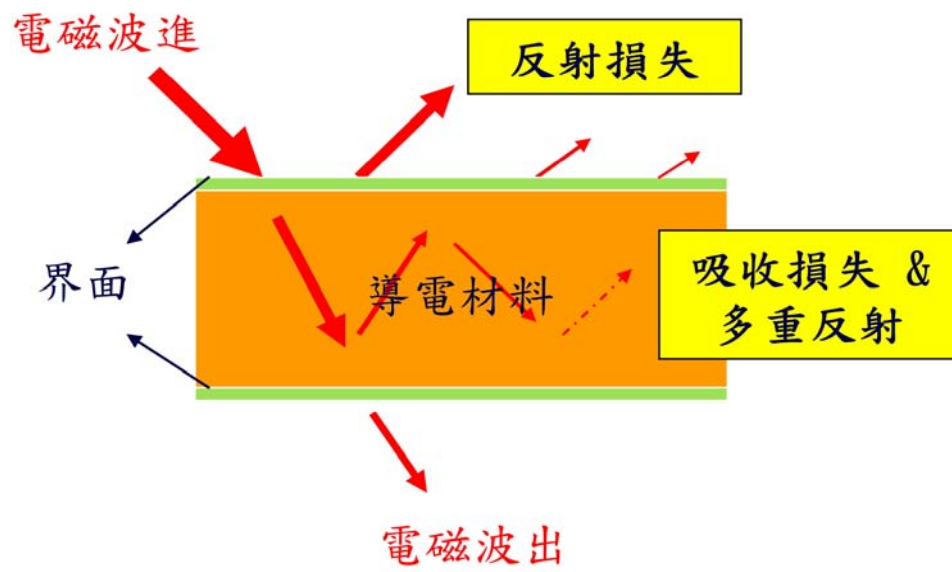 電磁波進
反射損失
界面
導電材料
吸收損失 &
多重反射
電磁波出